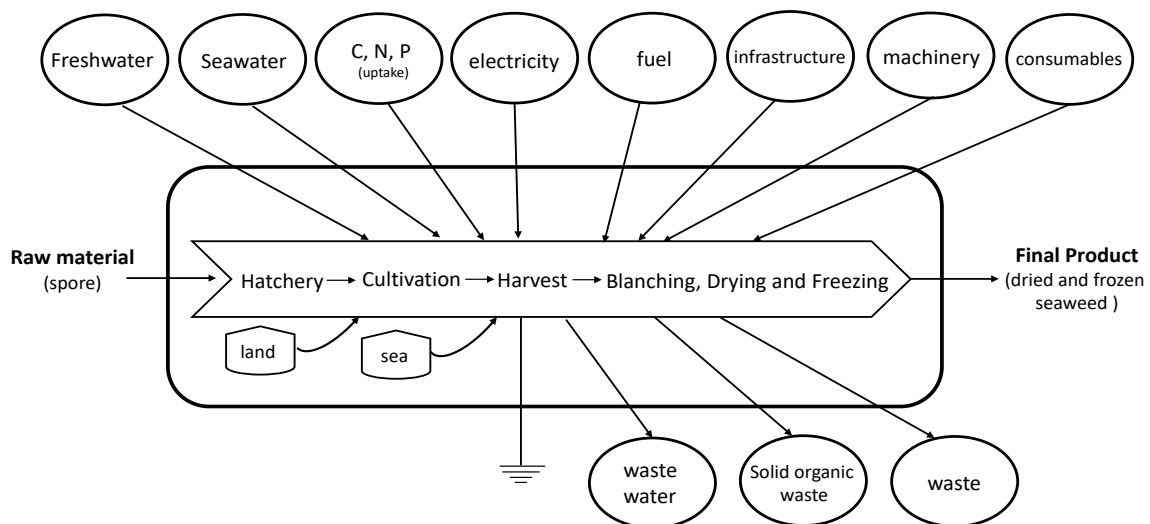 Freshwater
Seawater
C, N, P
(uptake)
electricity
fuel
infrastructure
machinery
consumables
Raw material
(spore)
Hatchery
Cultivation
Harvest
Blanching, Drying and Freezing
Final Product
(dried and frozen
seaweed )
land
sea
waste
water
Solid organic
waste
waste